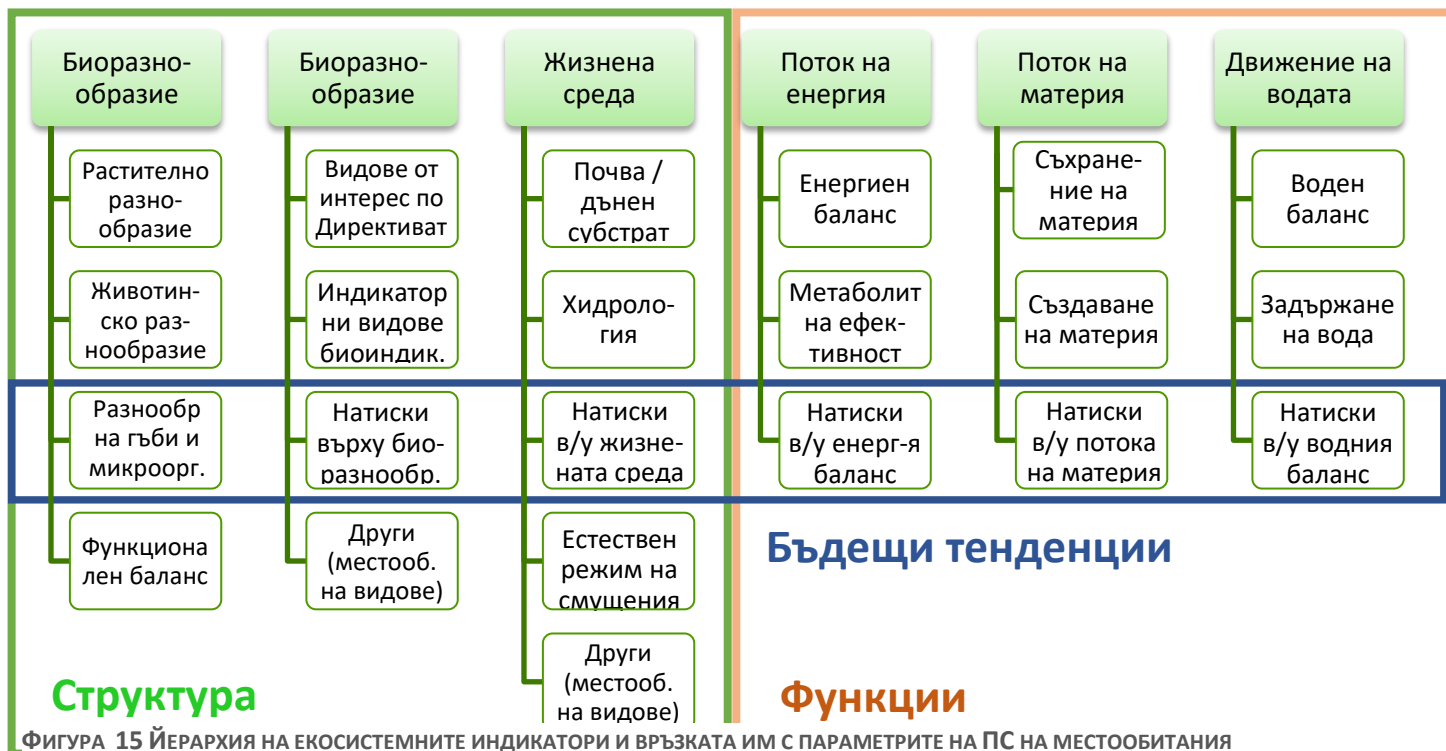 Биоразно-
образие
Растително
разно-
образие
Животин-
ско раз-
нообразие
Разнообр
на гъби и
микроорг.
Функциона
лен баланс
Биоразно-
образие
Видове от
интерес по
Директиват
Индикатор
ни видове
биоиндик.
Натиски
върху био-
разнообр.
Други
(местооб.
на видове)
Жизнена
среда
Почва /
дънен
субстрат
Хидроло-
гия
Натиски
в/у жизне-
ната среда
Естествен
режим на
смущения
Други
(местооб.
на видове)
Структура
Поток на
енергия
Енергиен
баланс
Метаболит
на ефек-
тивност
Натиски
в/у енерг-я
баланс
Поток на
материя
Съхране-
ние на
материя
Създаване
на материя
Натиски
в/у потока
на материя
Движение на
водата
Воден
баланс
Задържане
на вода
Натиски
в/у водния
баланс
Бъдещи тенденции
Функции
ФИГУРА 15 ЙЕРАРХИЯ НА ЕКОСИСТЕМНИТЕ ИНДИКАТОРИ И ВРЪЗКАТА ИМ С ПАРАМЕТРИТЕ НА ПС НА МЕСТООБИТАНИЯ